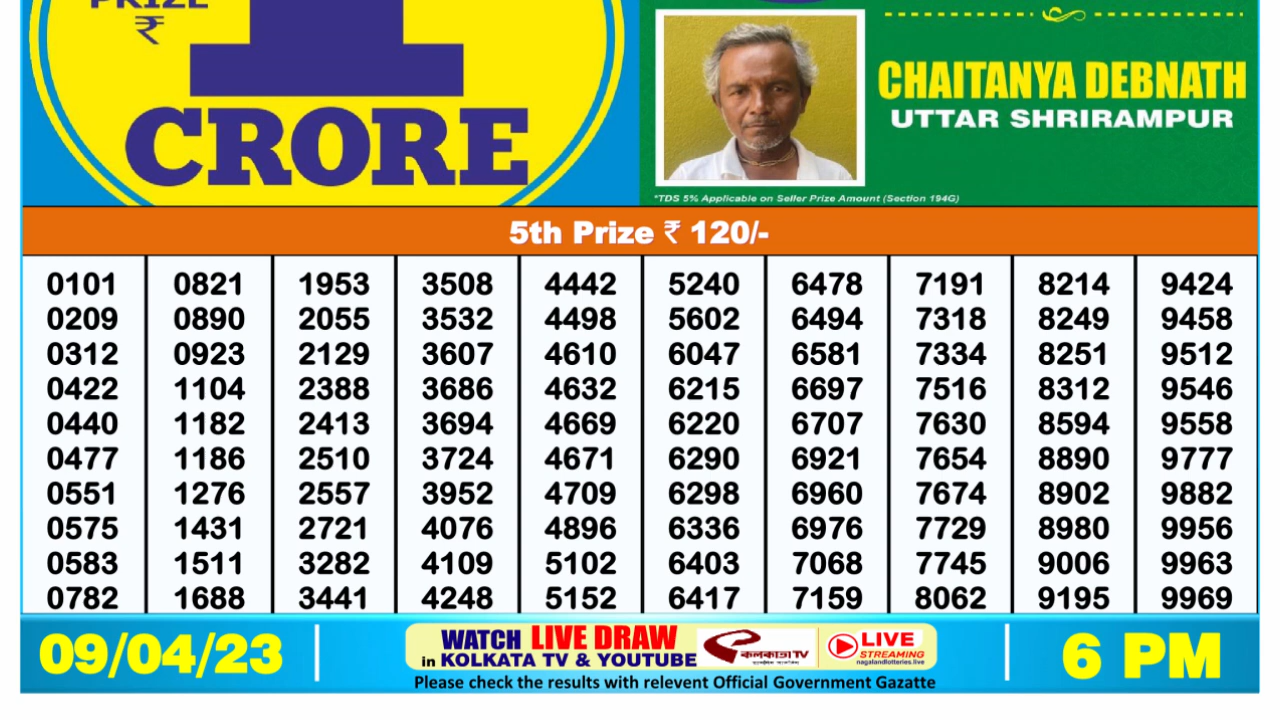 PRIZE
₹
1
CRORE
CHAITANYA DEBNATH
UTTAR SHRIRAMPUR
*TDS 5% Applicable on Seller Prize Amount (Section 194G)
5th Prize ₹ 120/-
0101 0821 1953 3508 4442 5240 6478 7191 8214 9424
0209 0890 2055 3532 4498 5602 6494 7318 8249 9458
0312 0923 2129 3607 4610 6047 6581 7334 8251 9512
0422 1104 2388 3686 4632 6215 6697 7516 8312 9546
0440 1182 2413 3694 4669 6220 6707 7630 8594 9558
0477 1186 2510 3724 4671 6290 6921 7654 8890 9777
0551 1276 2557 3952 4709 6298 6960 7674 8902 9882
0575 1431 2721 4076 4896 6336 6976 7729 8980 9956
0583 1511 3282 4109 5102 6403 7068 7745 9006 9963
0782 1688 3441 4248 5152 6417 7159 8062 9195 9969
09/04/23
WATCH LIVE DRAW
in KOLKATA TV & YOUTUBE
কলকাতা TV
LIVE
STREAMING
nagalandlotteries.live
Please check the results with relevent Official Government Gazatte
6 PM